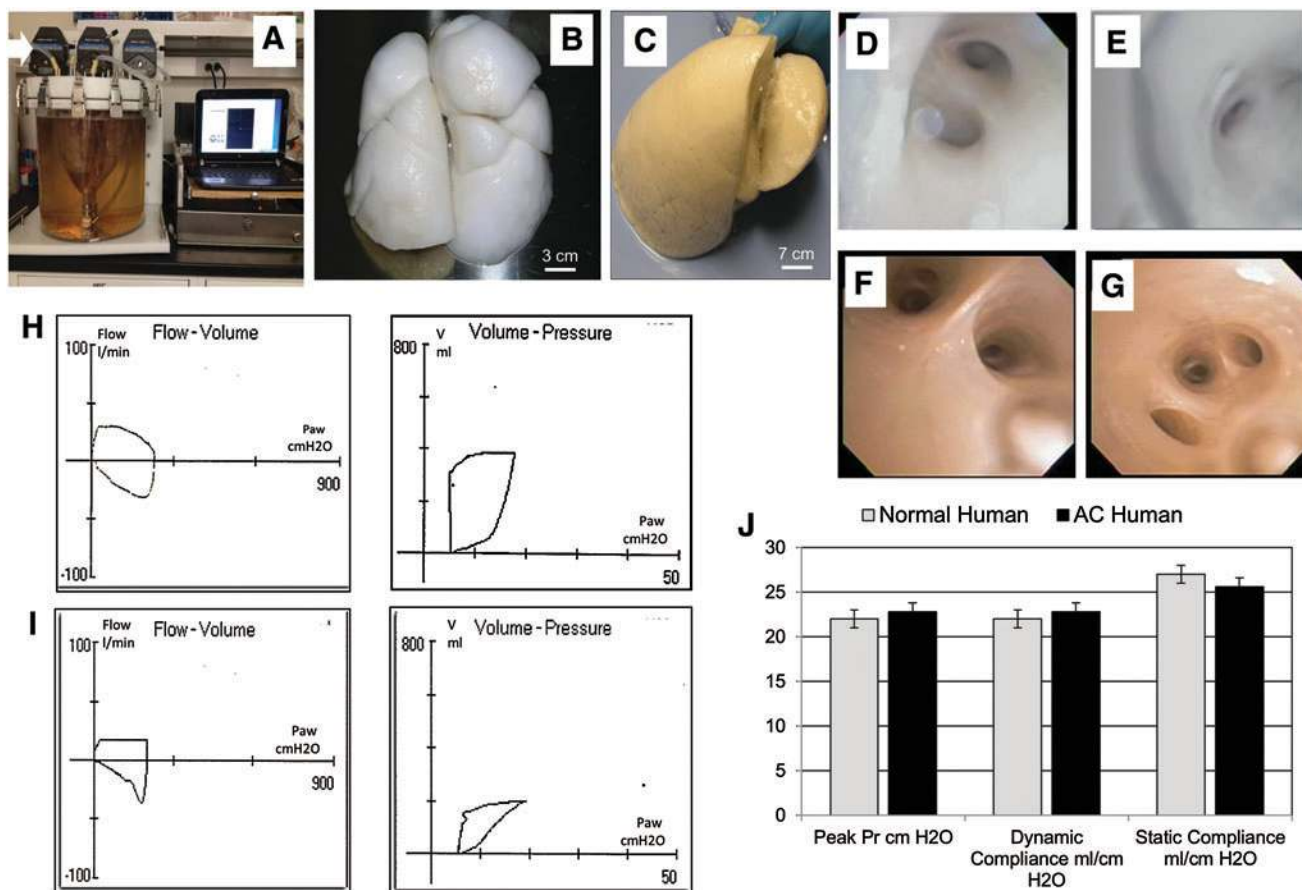 A
B
3 cm
C
7 cm
D
E
F
G
H
Flow
l/min
Flow-Volume
100
Paw
cmH2O
900
-100
V
ml
Volume-Pressure
800
Paw
cmH2O
50
I
Flow
l/min
Flow-Volume
100
Paw
cmH2O
900
-100
V
ml
Volume-Pressure
800
Paw
cmH2O
50
J
Normal Human AC Human
30
25
20
15
10
5
0
Peak Pr cm H2O
Dynamic
Compliance ml/cm
H2O
Static Compliance
ml/cm H2O